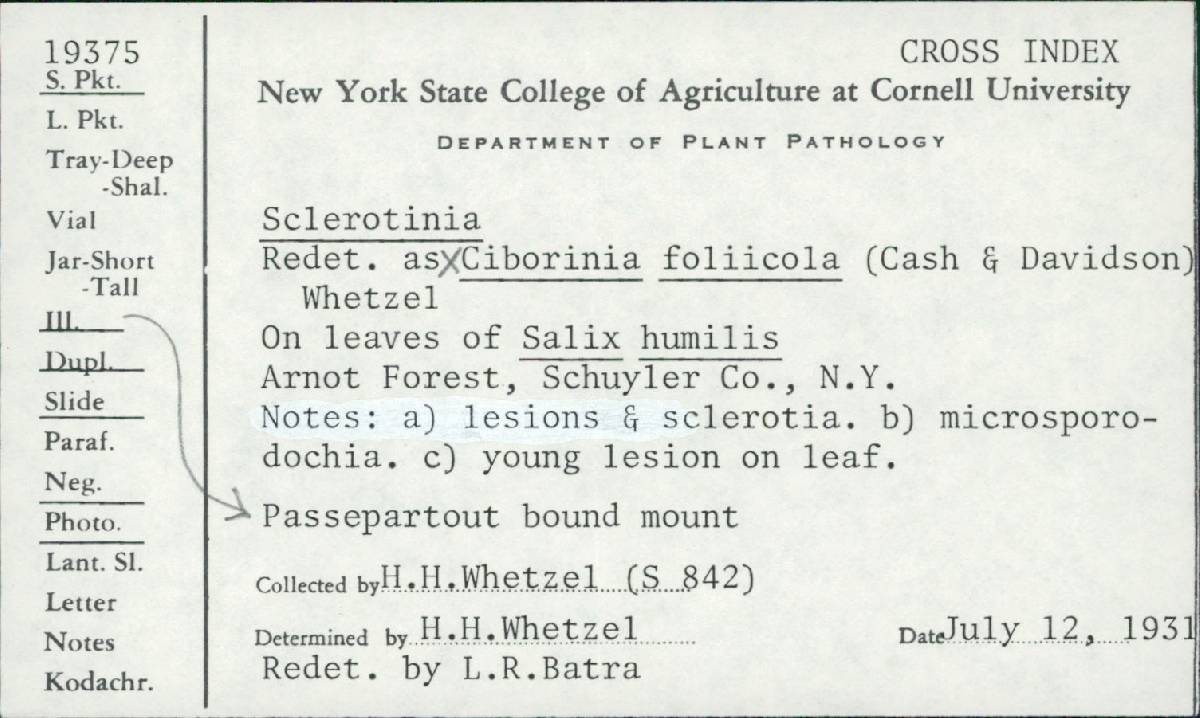 19375
S. Pkt.
L. Pkt.
Tray-Deep
-Shal.
Vial
Jar-Short
-Tall
Ill.
Dupl.
Slide
Paraf.
Neg.
Photo.
Lant. Sl.
Letter
Notes
Kodachr.
CROSS INDEX
New York State College of Agriculture at Cornell University
DEPARTMENT OF PLANT PATHOLOGY
Sclerotinia
Redet. asXCiborinia foliicola (Cash & Davidson)
Whetzel
On leaves of Salix humilis
Arnot Forest, Schuyler Co., N.Y.
Notes: a) lesions & sclerotia. b) microsporo-
dochia. c) young lesion on leaf.
Passepartout bound mount
Collected by H.H.Whetzel (S 842)
Determined by H.H.Whetzel Date July 12, 1931
Redet. by L.R.Batra